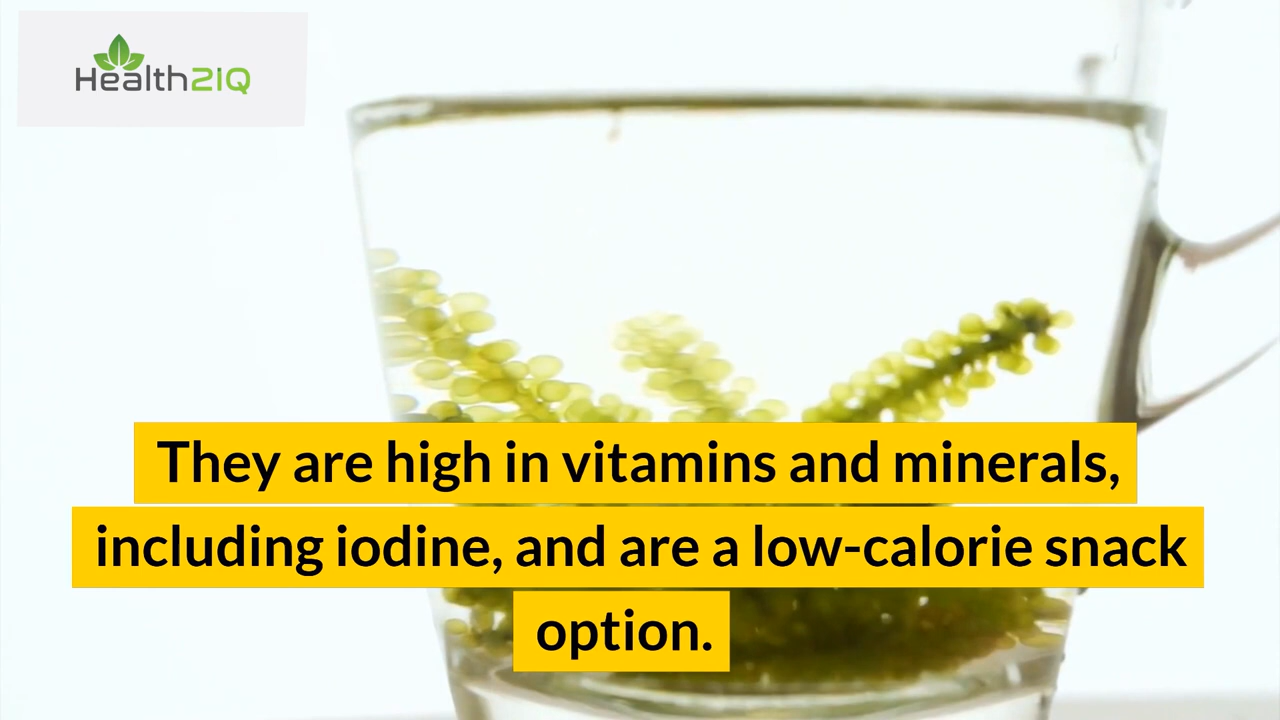 Health2iQ
They are high in vitamins and minerals,
including iodine, and are a low-calorie snack
option.